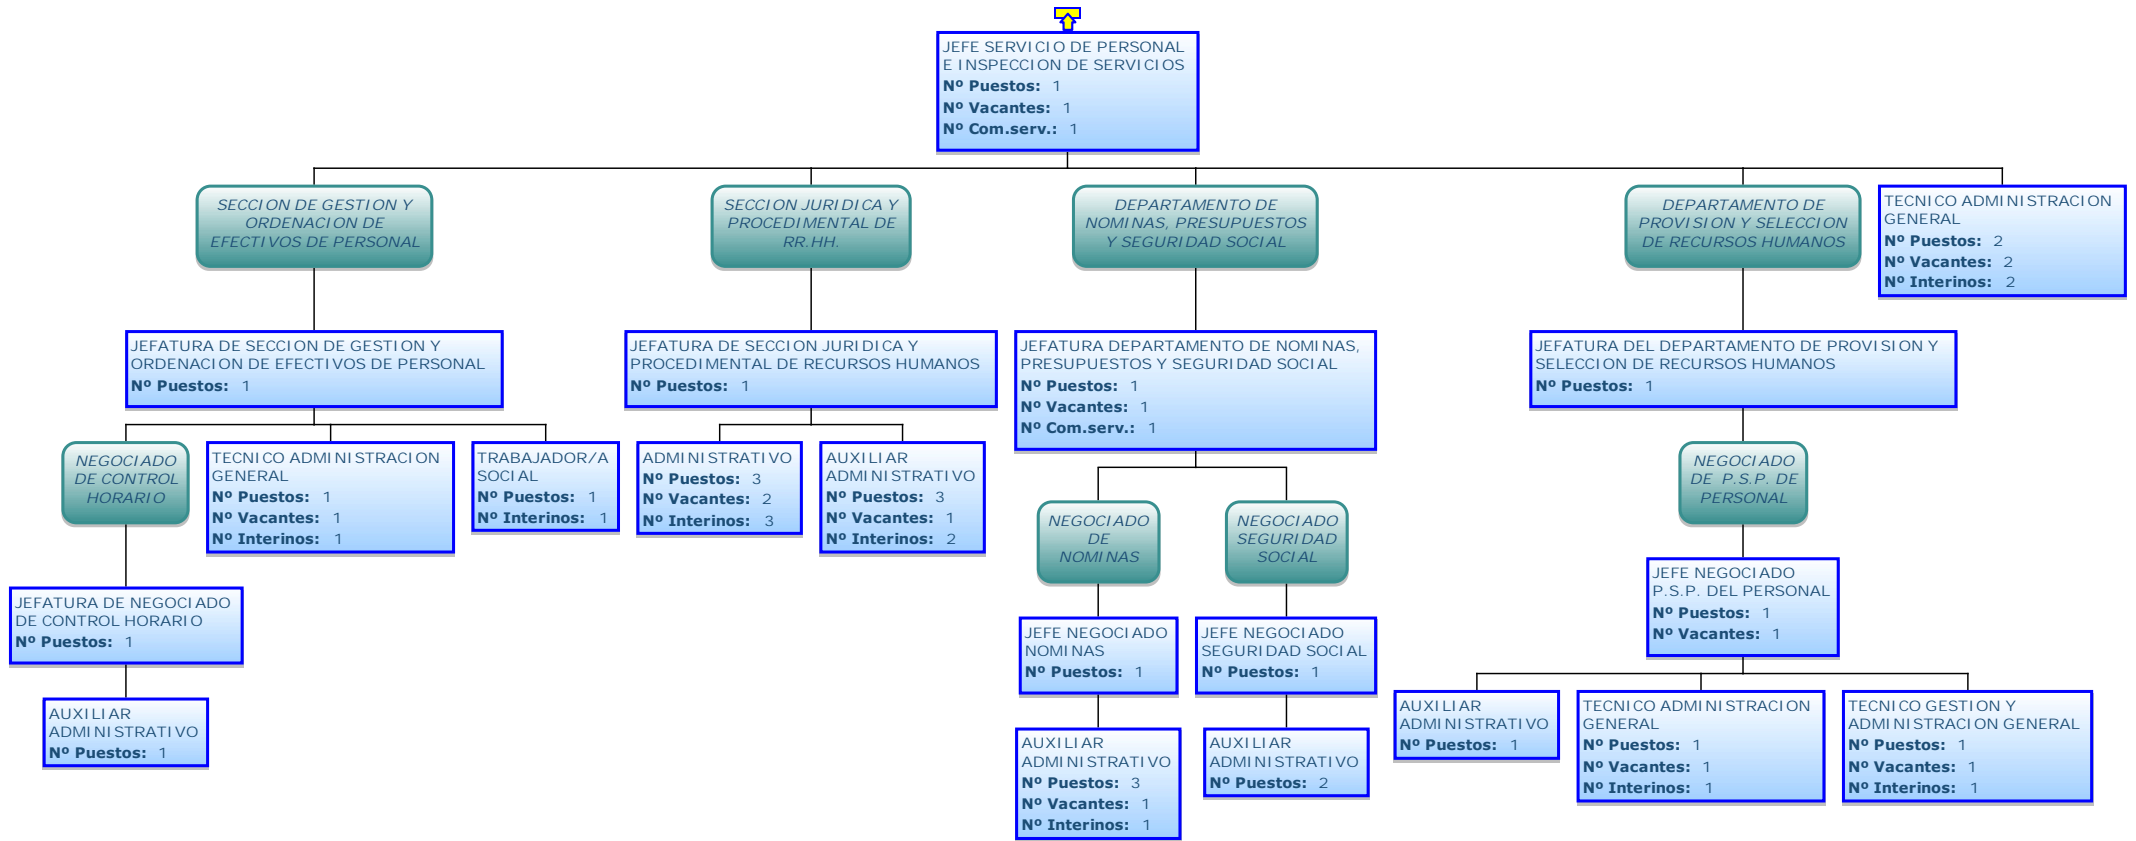 JEFE SERVICIO DE PERSONAL
E INSPECCION DE SERVICIOS
Nº Puestos: 1
Nº Vacantes: 1
Nº Com.serv.: 1
SECCION DE GESTION Y
ORDENACION DE
EFECTIVOS DE PERSONAL
SECCION JURIDICA Y
PROCEDIMENTAL DE
RR.HH.
DEPARTAMENTO DE
NOMINAS, PRESUPUESTOS
Y SEGURIDAD SOCIAL
DEPARTAMENTO DE
PROVISION Y SELECCION
DE RECURSOS HUMANOS
TECNICO ADMINISTRACION
GENERAL
Nº Puestos: 2
Nº Vacantes: 2
Nº Interinos: 2
JEFATURA DE SECCION DE GESTION Y
ORDENACION DE EFECTIVOS DE PERSONAL
Nº Puestos: 1
JEFATURA DE SECCION JURIDICA Y
PROCEDIMENTAL DE RECURSOS HUMANOS
Nº Puestos: 1
JEFATURA DEPARTAMENTO DE NOMINAS,
PRESUPUESTOS Y SEGURIDAD SOCIAL
Nº Puestos: 1
Nº Vacantes: 1
Nº Com.serv.: 1
JEFATURA DEL DEPARTAMENTO DE PROVISION Y
SELECCION DE RECURSOS HUMANOS
Nº Puestos: 1
NEGOCIADO
DE CONTROL
HORARIO
TECNICO ADMINISTRACION
GENERAL
Nº Puestos: 1
Nº Vacantes: 1
Nº Interinos: 1
TRABAJADOR/A
SOCIAL
Nº Puestos: 1
Nº Interinos: 1
ADMINISTRATIVO
Nº Puestos: 3
Nº Vacantes: 2
Nº Interinos: 3
AUXILIAR
ADMINISTRATIVO
Nº Puestos: 3
Nº Vacantes: 1
Nº Interinos: 2
NEGOCIADO
DE
NOMINAS
NEGOCIADO
SEGURIDAD
SOCIAL
NEGOCIADO
DE P.S.P. DE
PERSONAL
JEFATURA DE NEGOCIADO
DE CONTROL HORARIO
Nº Puestos: 1
JEFE NEGOCIADO
NOMINAS
Nº Puestos: 1
JEFE NEGOCIADO
SEGURIDAD SOCIAL
Nº Puestos: 1
JEFE NEGOCIADO
P.S.P. DEL PERSONAL
Nº Puestos: 1
Nº Vacantes: 1
AUXILIAR
ADMINISTRATIVO
Nº Puestos: 1
AUXILIAR
ADMINISTRATIVO
Nº Puestos: 3
Nº Vacantes: 1
Nº Interinos: 1
AUXILIAR
ADMINISTRATIVO
Nº Puestos: 2
AUXILIAR
ADMINISTRATIVO
Nº Puestos: 1
TECNICO ADMINISTRACION
GENERAL
Nº Puestos: 1
Nº Vacantes: 1
Nº Interinos: 1
TECNICO GESTION Y
ADMINISTRACION GENERAL
Nº Puestos: 1
Nº Vacantes: 1
Nº Interinos: 1